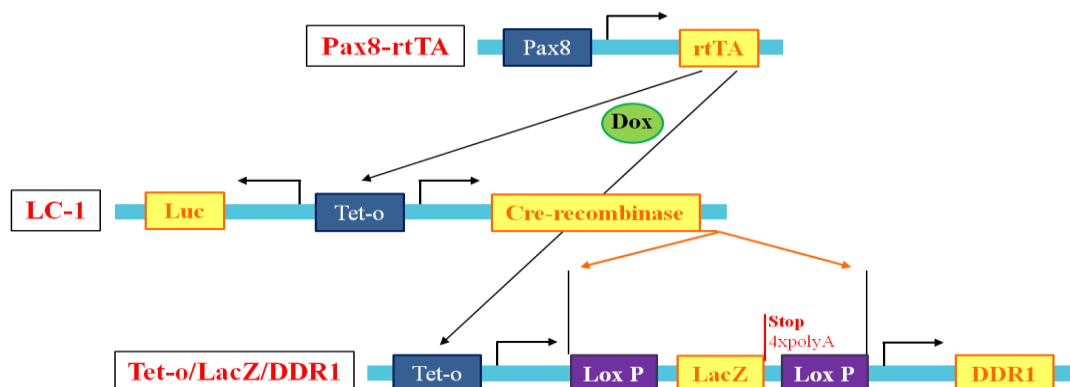 Pax8-rtTA
Pax8
rtTA
Dox
LC-1
Luc
Tet-o
Cre-recombinase
Stop
4xpolyA
Tet-o/LacZ/DDR1
Tet-o
Lox P
LacZ
Lox P
DDR1